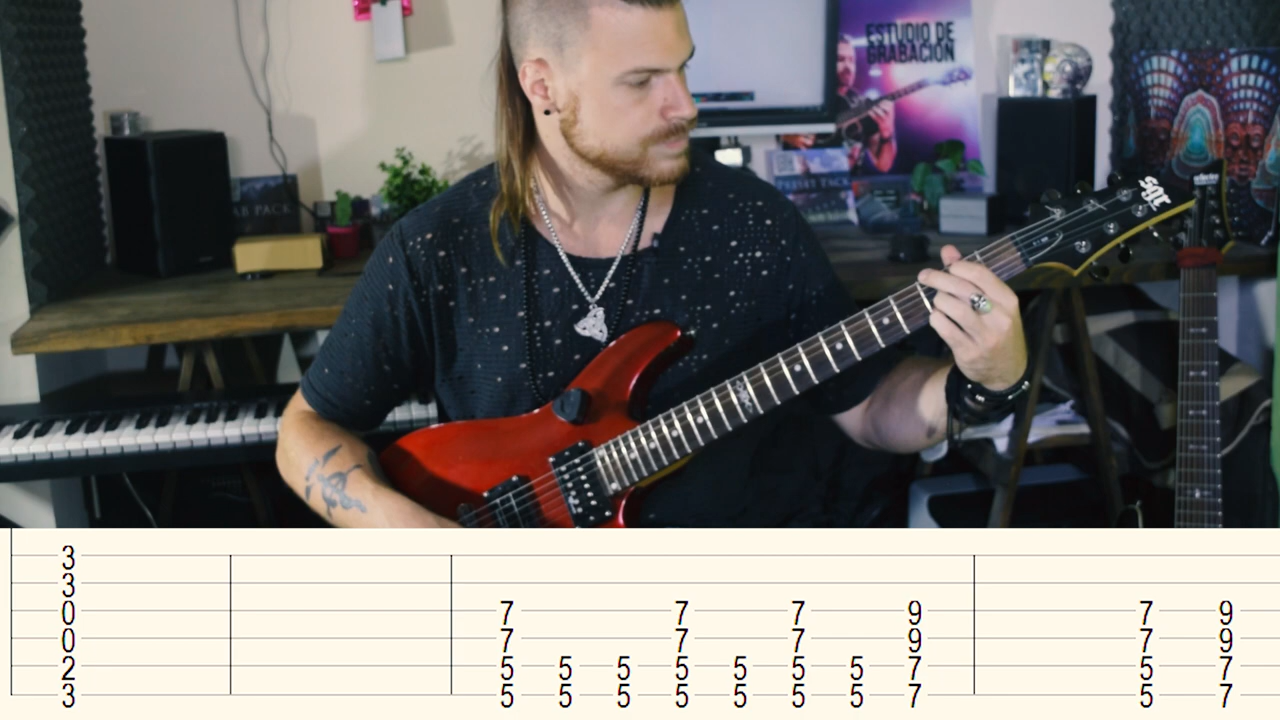 ESTUDIO DE
GRABACIÓN
SGR
3
3
0 7 7 7 9 7 9
0 7 7 7 9 7 9
2 5 5 5 5 5 5 5 7 5 7
3 5 5 5 5 5 5 5 7 5 7